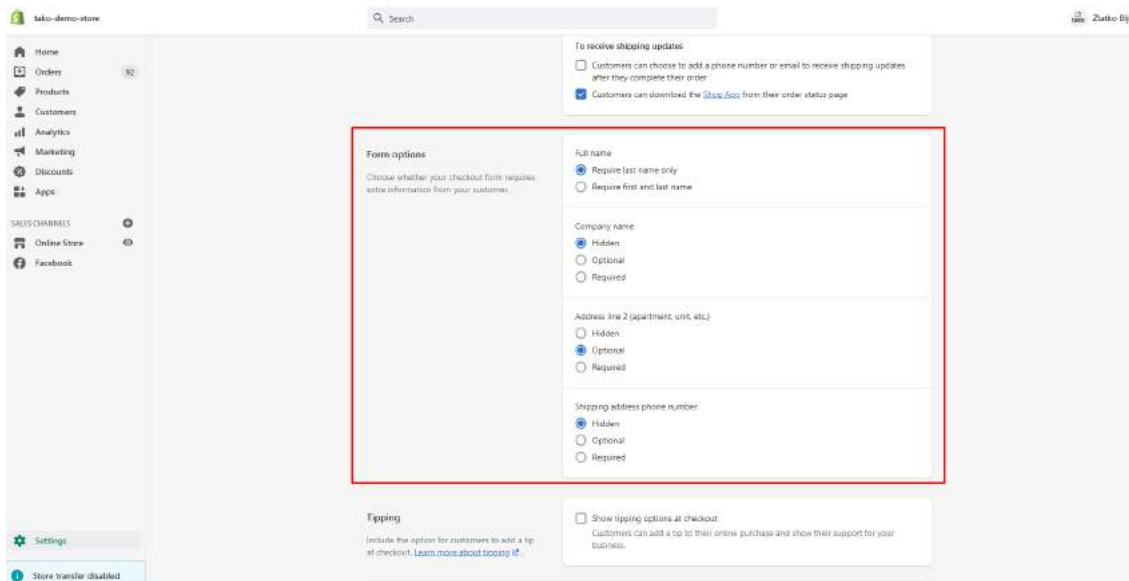 tako-demo-store
Search
Zlatko Bij
Home
Orders 92
Products
Customers
Analytics
Marketing
Discounts
Apps
SALES CHANNELS
Online Store
Facebook
Settings
Store transfer disabled
To receive shipping updates
Customers can choose to add a phone number or email to receive shipping updates
after they complete their order
Customers can download the Shop App from their order status page
Form options
Choose whether your checkout form requires
extra information from your customer.
Full name
Require last name only
Require first and last name
Company name
Hidden
Optional
Required
Address line 2 (apartment, unit, etc.)
Hidden
Optional
Required
Shipping address phone number
Hidden
Optional
Required
Tipping
Include the option for customers to add a tip
at checkout. Learn more about tipping.
Show tipping options at checkout
Customers can add a tip to their online purchase and show their support for your
business.